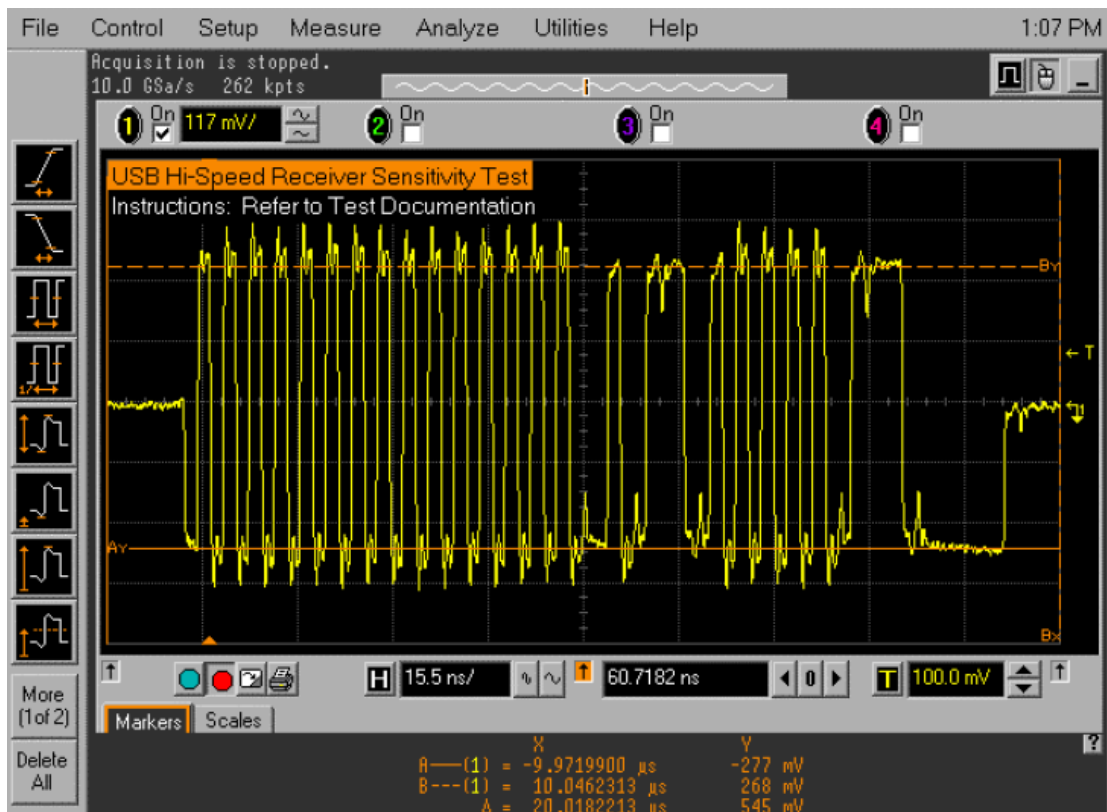 File Control Setup Measure Analyze Utilities Help 1:07 PM
Acquisition is stopped.
10.0 GSa/s 262 kpts
1 On 117 mV/ 2 On 3 On 4 On
USB Hi-Speed Receiver Sensitivity Test
Instructions: Refer to Test Documentation
By
T
Ay
Bx
1/
More
(1of 2)
Delete
All
H 15.5 ns/ 60.7182 ns 0 T 100.0 mV
Markers Scales
?
X Y
A——(1) = -9.9719900 µs -277 mV
B---(1) = 10.0462313 µs 268 mV
Δ = 20.0182213 µs 545 mV